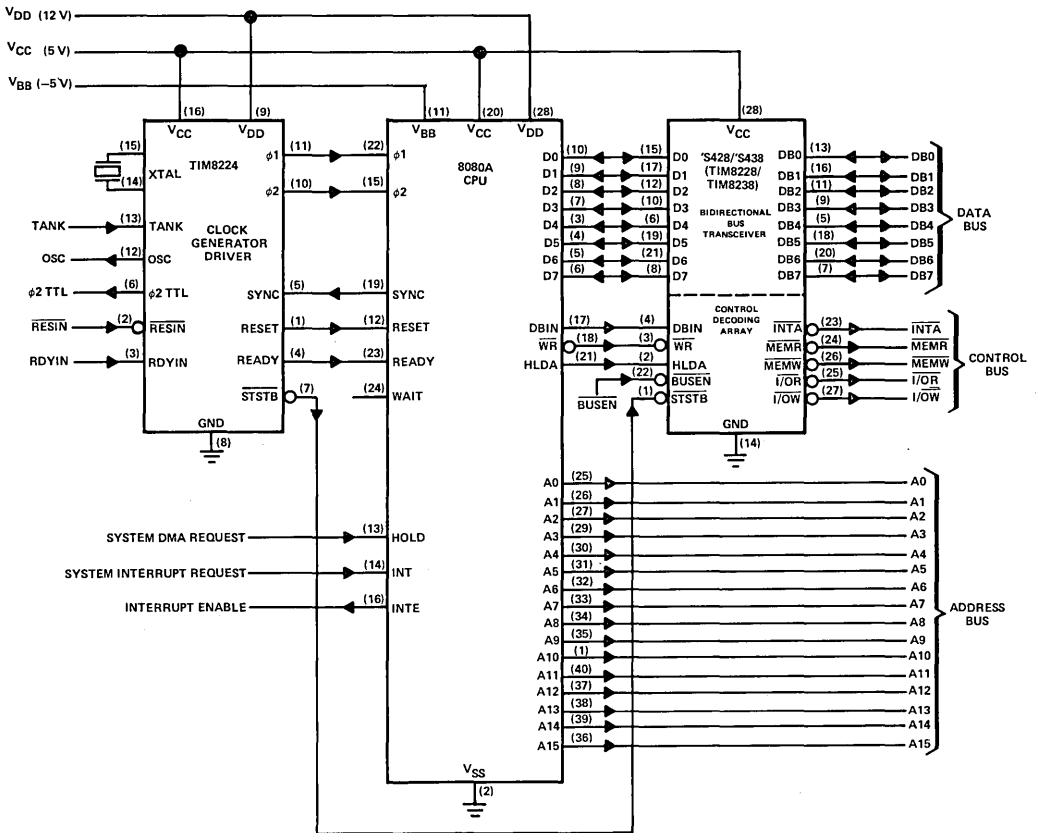 VDD (12 V)
VCC (5 V)
VBB (−5 V)
(16) (9) (11) (20) (28) (28)
VCC VDD VBB VCC VDD VCC
TIM8224
CLOCK
GENERATOR
DRIVER
(15)
XTAL
(14)
TANK (13) TANK
OSC (12) OSC
φ2 TTL (6) φ2 TTL
RESIN (2) RESIN
RDYIN (3) RDYIN
φ1 (11)
φ2 (10)
SYNC (5)
RESET (1)
READY (4)
STSTB (7)
GND
(8)
8080A
CPU
(22) φ1
(15) φ2
(19) SYNC
(12) RESET
(23) READY
(24) WAIT
SYSTEM DMA REQUEST (13) HOLD
SYSTEM INTERRUPT REQUEST (14) INT
INTERRUPT ENABLE (16) INTE
VSS
(2)
'S428/'S438
(TIM8228/
TIM8238)
BIDIRECTIONAL
BUS
TRANSCEIVER
D0 (10) (15) D0 DB0 (13) DB0
D1 (9) (17) D1 DB1 (16) DB1
D2 (8) (12) D2 DB2 (11) DB2
D3 (7) (10) D3 DB3 (9) DB3
D4 (3) (6) D4 DB4 (5) DB4
D5 (4) (19) D5 DB5 (18) DB5
D6 (5) (21) D6 DB6 (20) DB6
D7 (6) (8) D7 DB7 (7) DB7
DATA
BUS
CONTROL
DECODING
ARRAY
DBIN (17) (4) DBIN
WR (18) (3) WR
HLDA (21) (2) HLDA
BUSEN (22) BUSEN
(1) STSTB
INTA (23) INTA
MEMR (24) MEMR
MEMW (26) MEMW
I/OR (25) I/OR
I/OW (27) I/OW
CONTROL
BUS
GND
(14)
A0 (25) A0
A1 (26) A1
A2 (27) A2
A3 (29) A3
A4 (30) A4
A5 (31) A5
A6 (32) A6
A7 (33) A7
A8 (34) A8
A9 (35) A9
A10 (1) A10
A11 (40) A11
A12 (37) A12
A13 (38) A13
A14 (39) A14
A15 (36) A15
ADDRESS
BUS